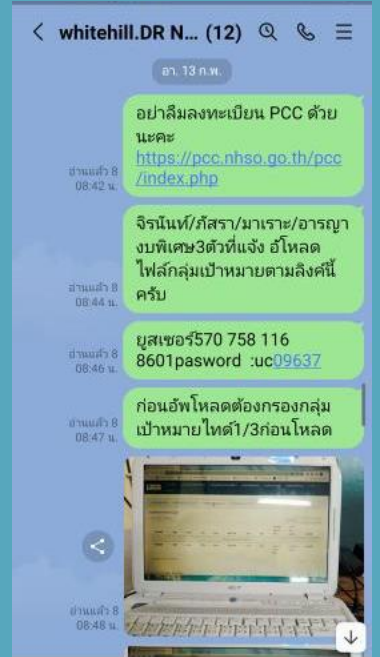 whitehill.DR N... (12)
อา. 13 ก.พ.
อย่าลืมลงทะเบียน PCC ด้วย
นะคะ
https://pcc.nhso.go.th/pcc
/index.php
อ่านแล้ว 8
08:42 น.
จิรนันท์/ภัสรา/มาเราะ/อารญา
งบพิเศษ3ตัวที่แจ้ง อ้โหลด
ไฟล์กลุ่มเป้าหมายตามลิงค์นี้
ครับ
อ่านแล้ว 8
08:44 น.
ยูสเซอร์570 758 116
8601pasword :uc09637
อ่านแล้ว 8
08:46 น.
ก่อนอัพโหลดต้องกรองกลุ่ม
เป้าหมายไทด์1/3ก่อนโหลด
อ่านแล้ว 8
08:47 น.
อ่านแล้ว 8
08:48 น.